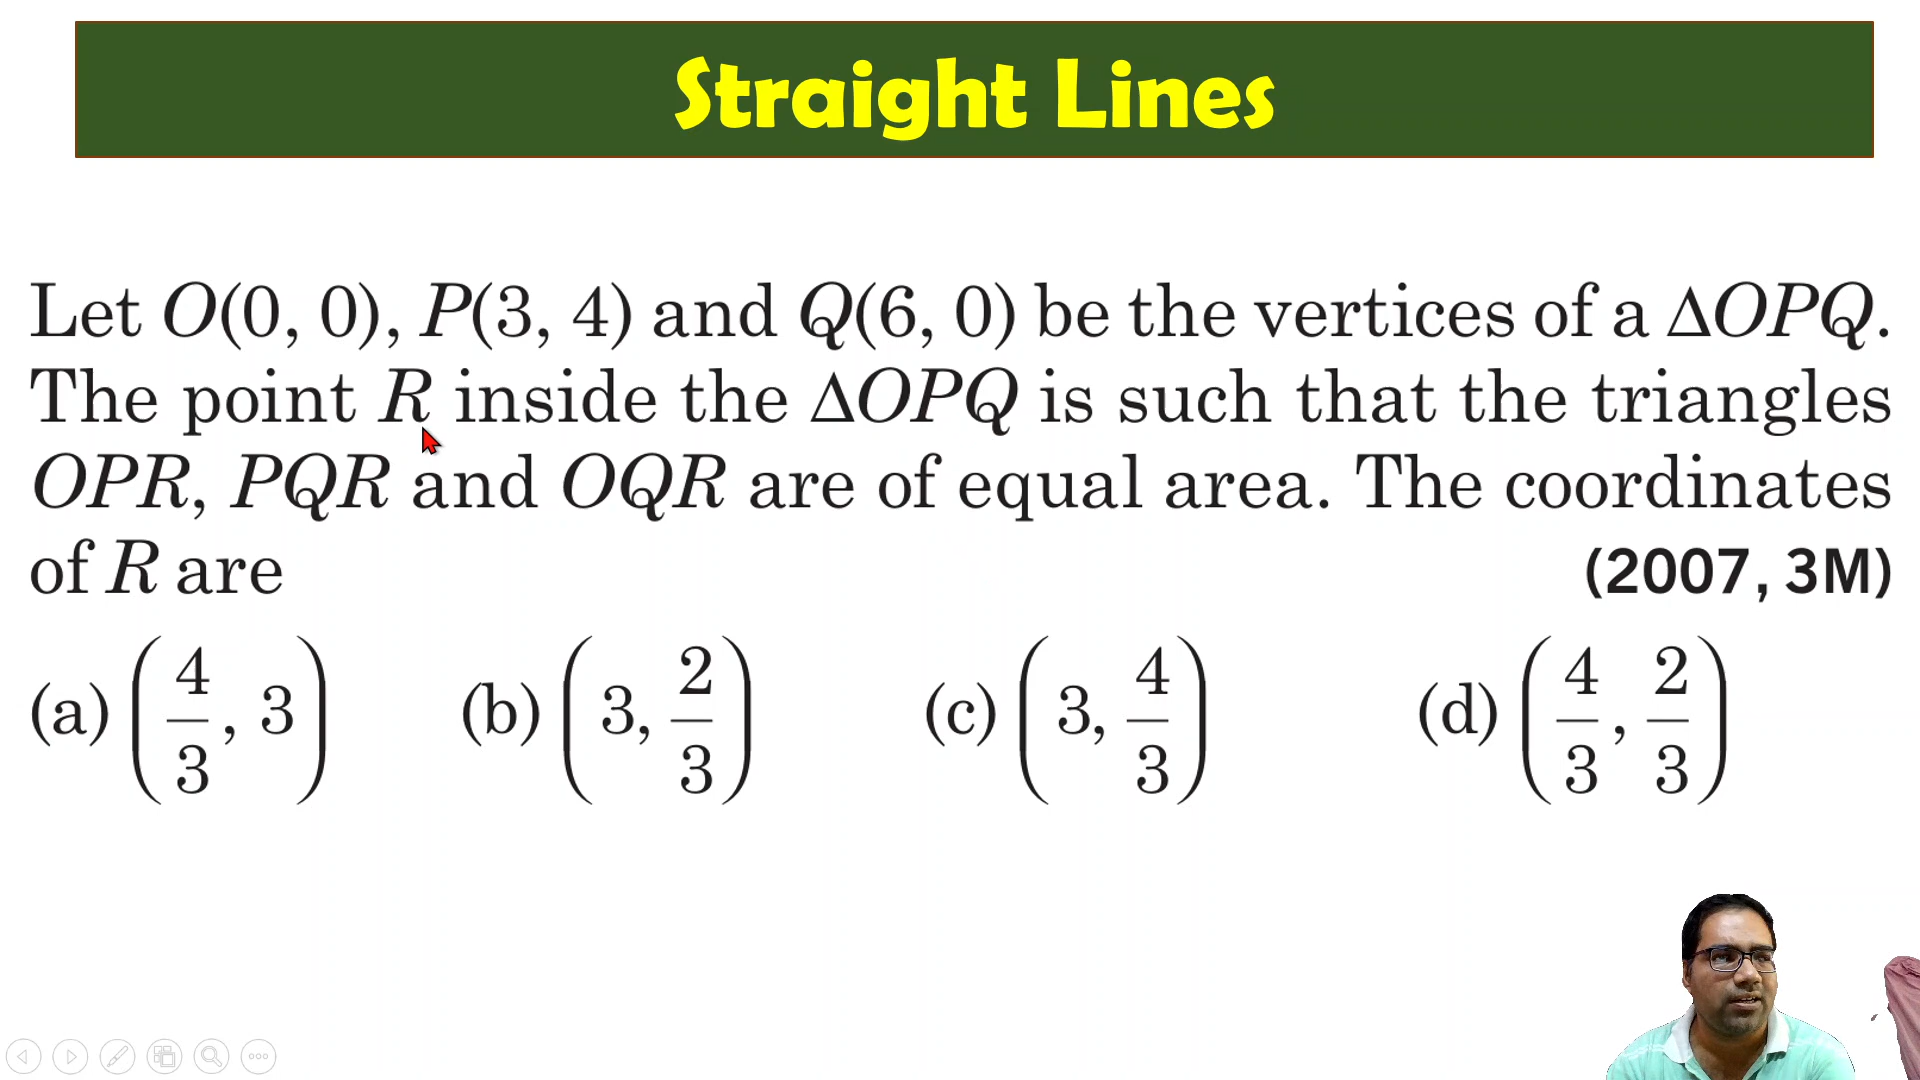 Straight Lines
Let O(0, 0), P(3, 4) and Q(6, 0) be the vertices of a ΔOPQ.
The point R inside the ΔOPQ is such that the triangles
OPR, PQR and OQR are of equal area. The coordinates
of R are (2007, 3M)
(a) (4/3, 3) (b) (3, 2/3) (c) (3, 4/3) (d) (4/3, 2/3)